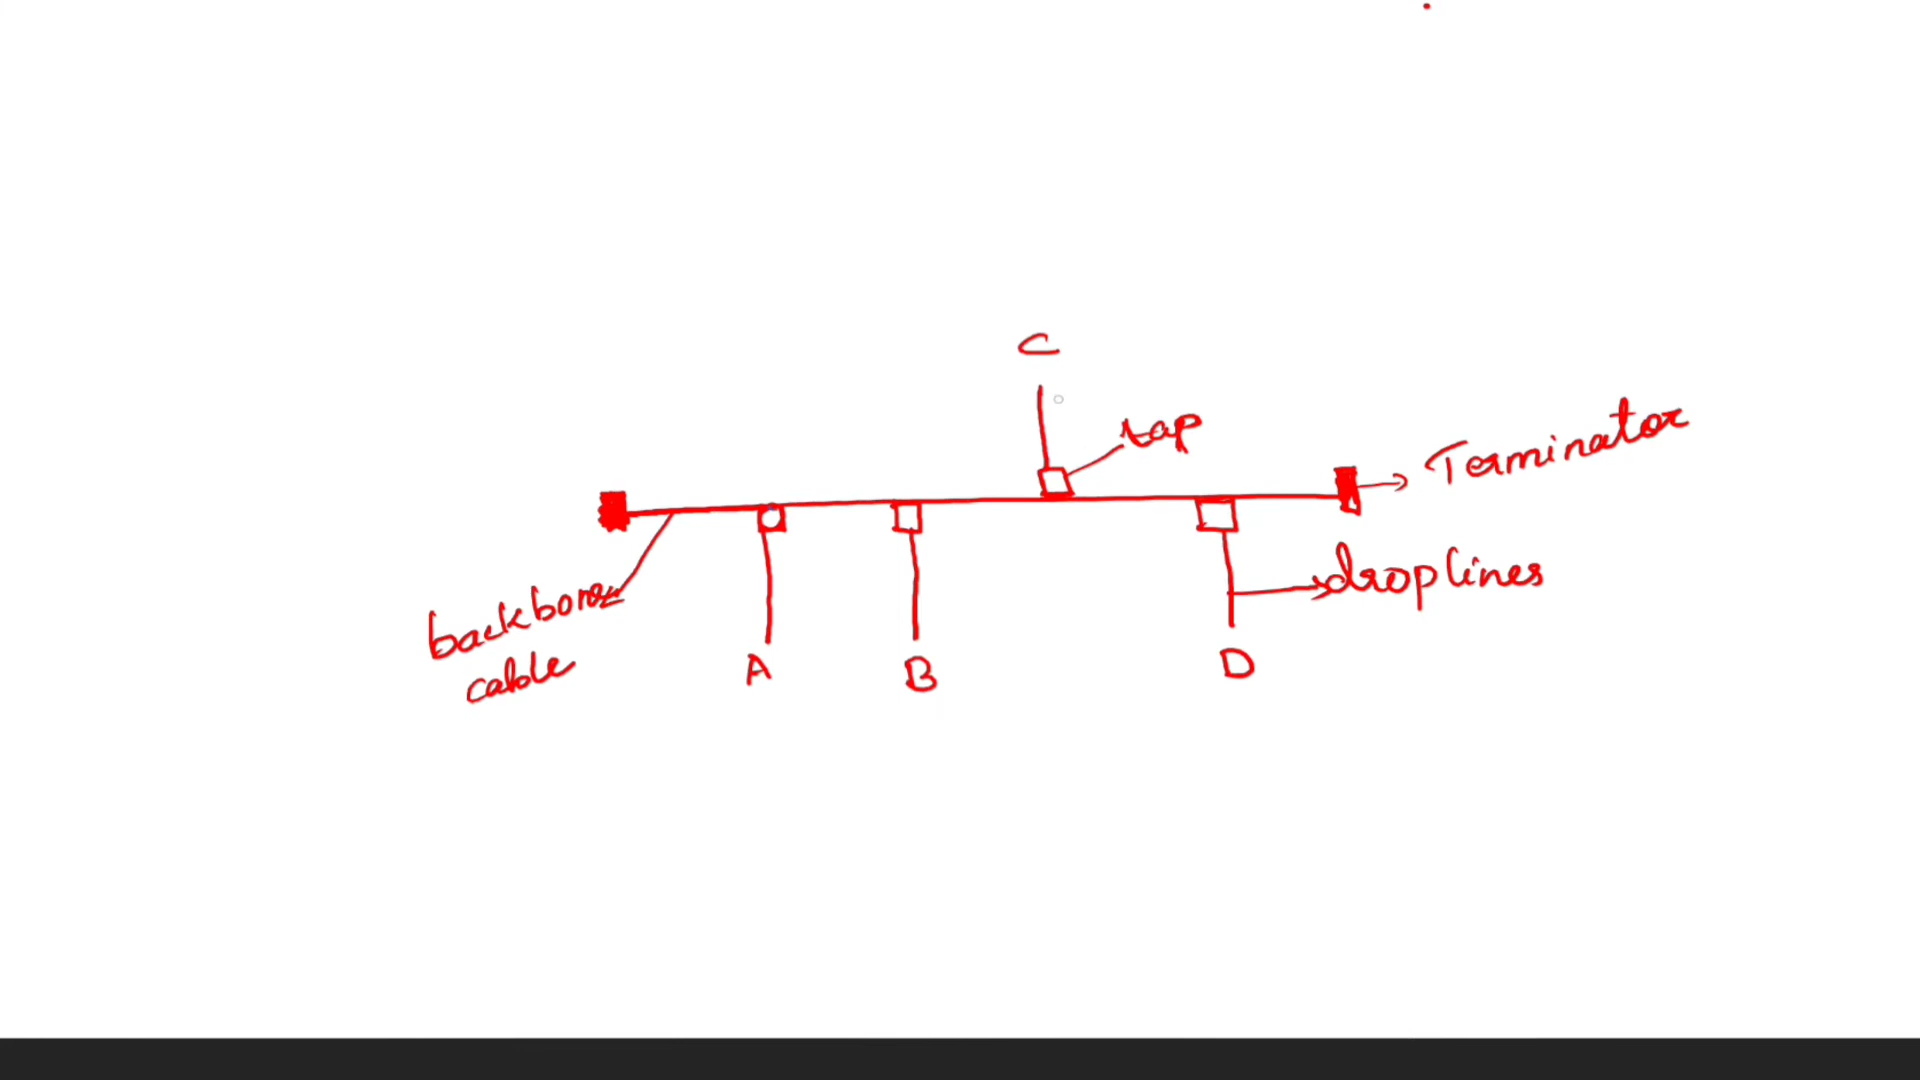 C
tap
Terminator
backbone
cable
droplines
A
B
D